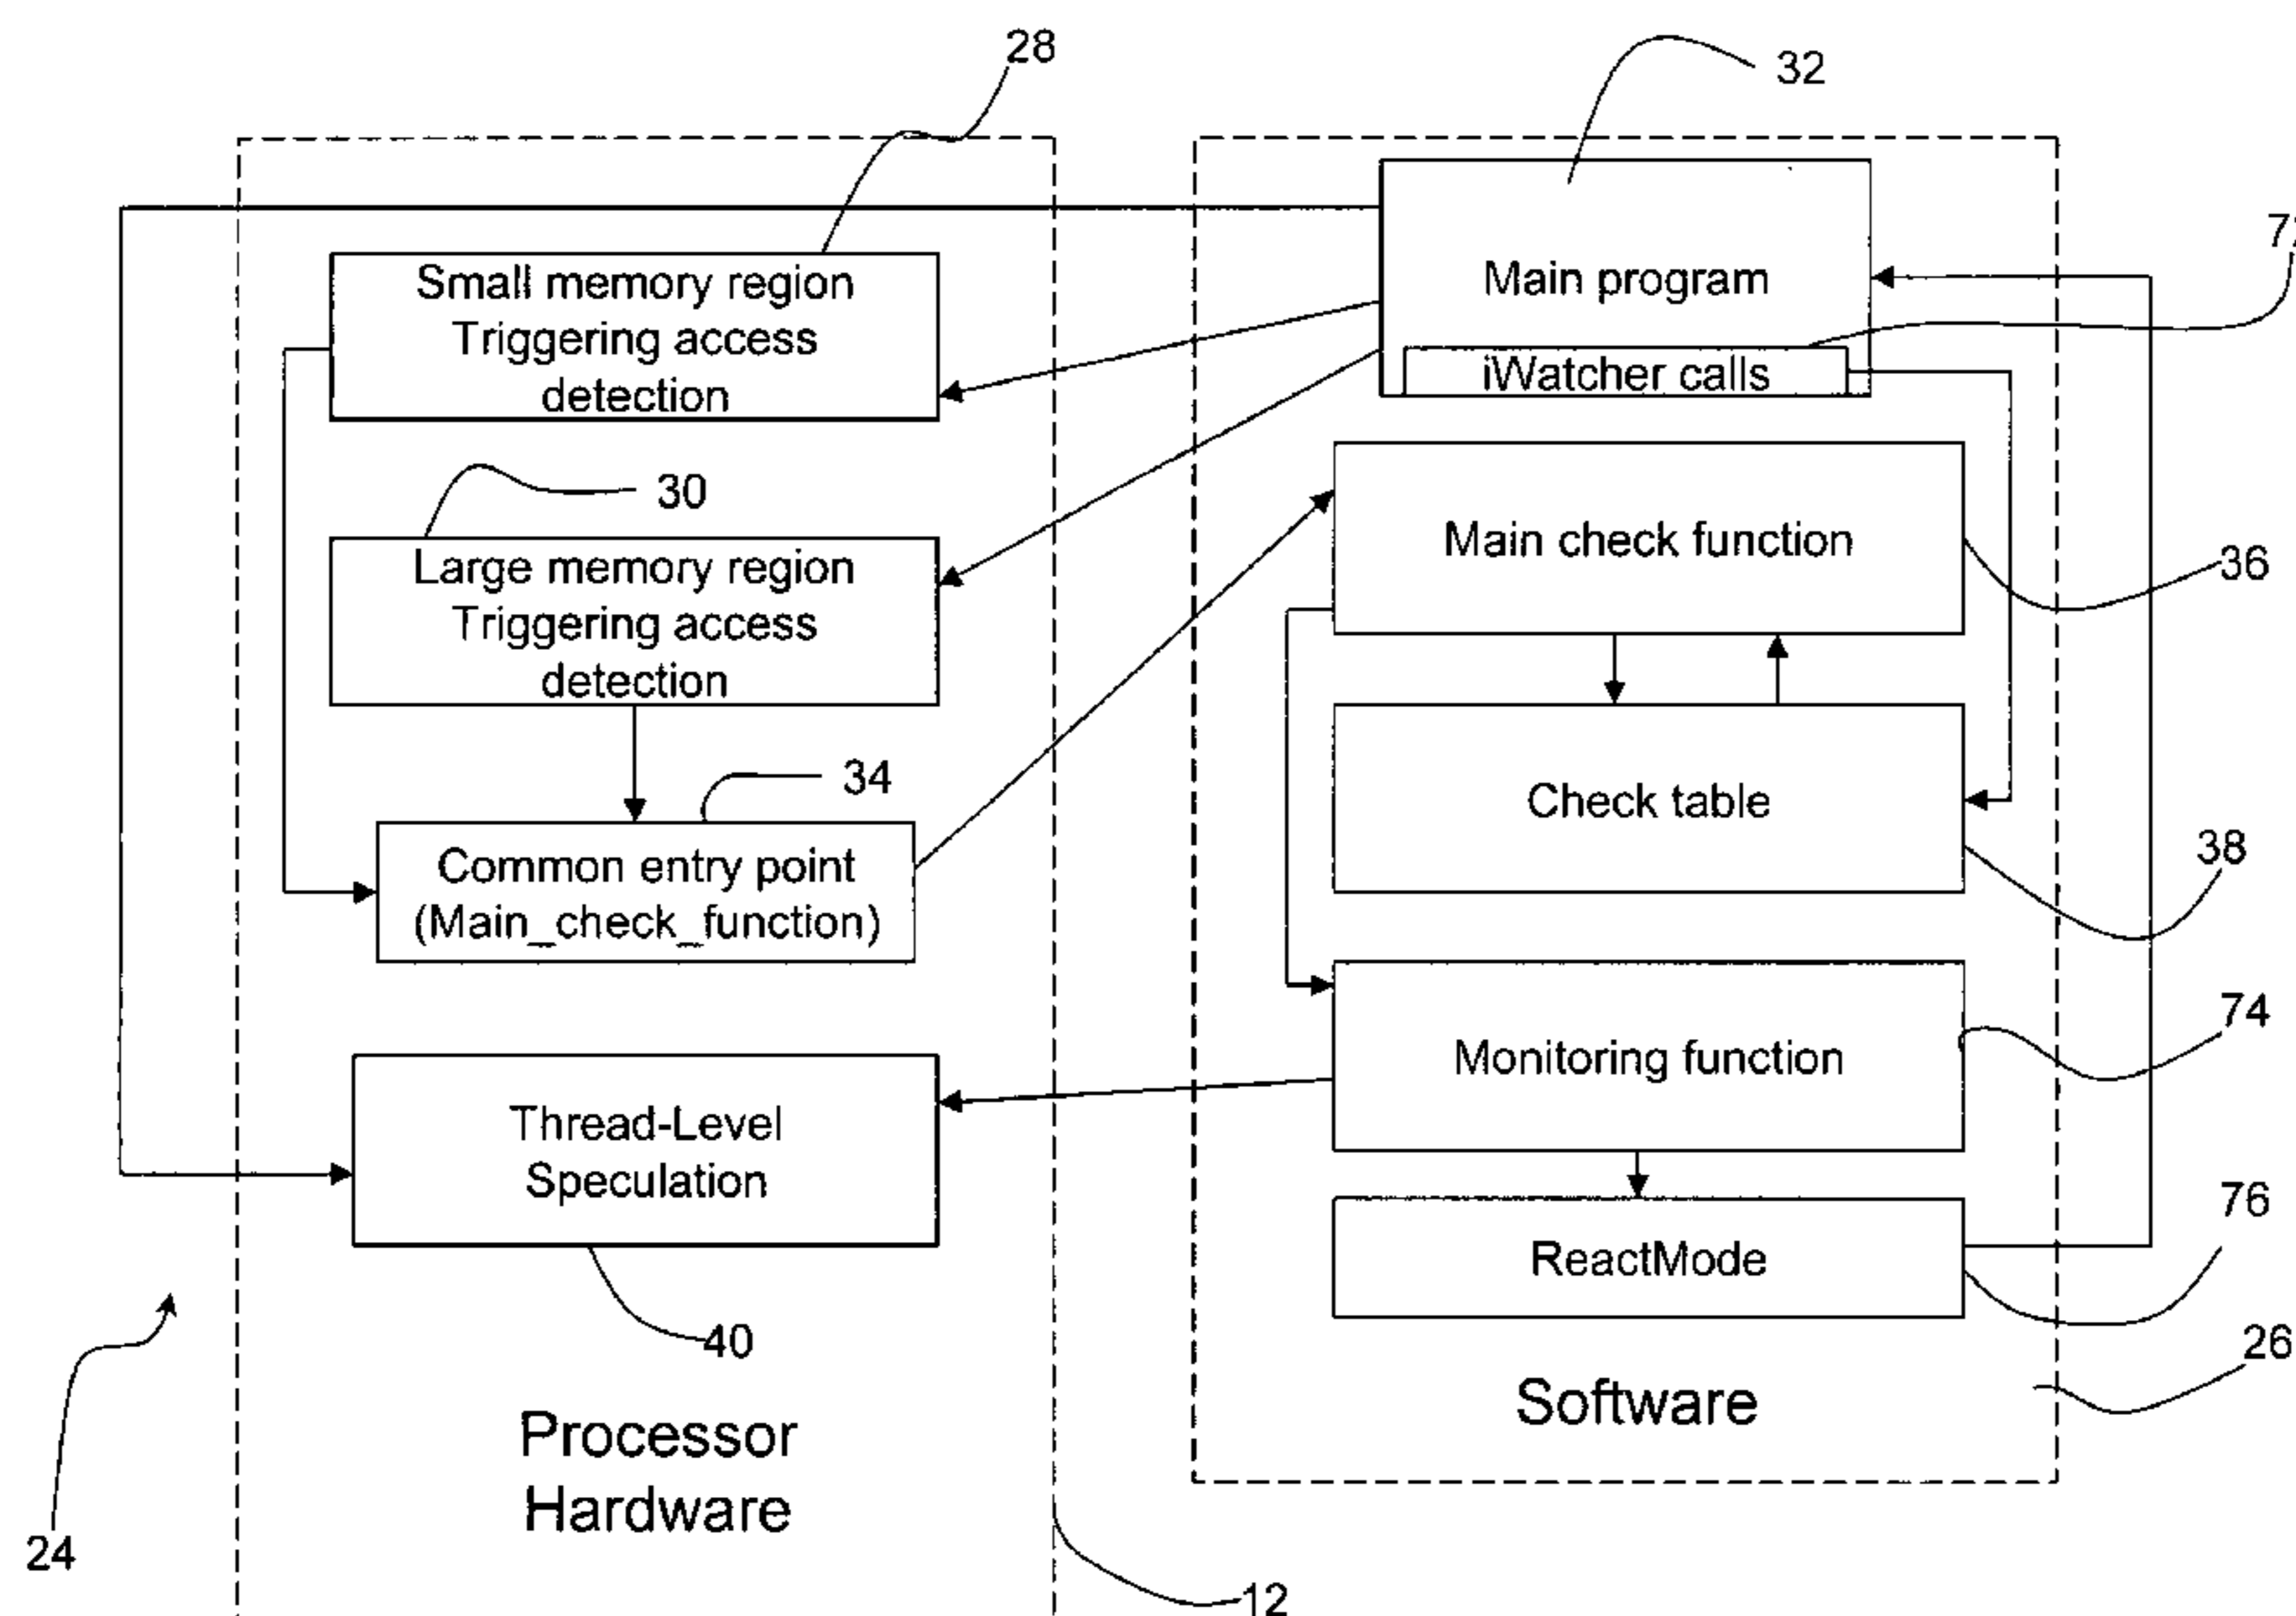 28
32
Small memory region
Triggering access
detection
Main program
iWatcher calls
30
Large memory region
Triggering access
detection
Main check function
36
34
Common entry point
(Main_check_function)
Check table
38
Thread-Level
Speculation
40
Monitoring function
74
ReactMode
76
26
Software
Processor
Hardware
24
12